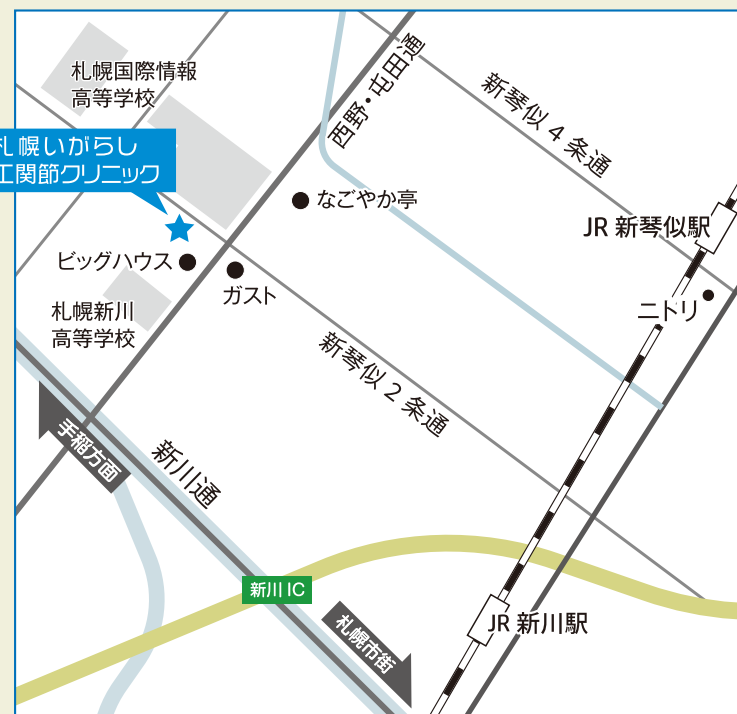 札幌国際情報
高等学校
西野・屯田通
新琴似4条通
札幌いがらし
工関節クリニック
なごやか亭
JR 新琴似駅
ビッグハウス
ガスト
ニトリ
札幌新川
高等学校
新琴似2条通
手稲方面
新川通
新川 IC
札幌市街
JR 新川駅